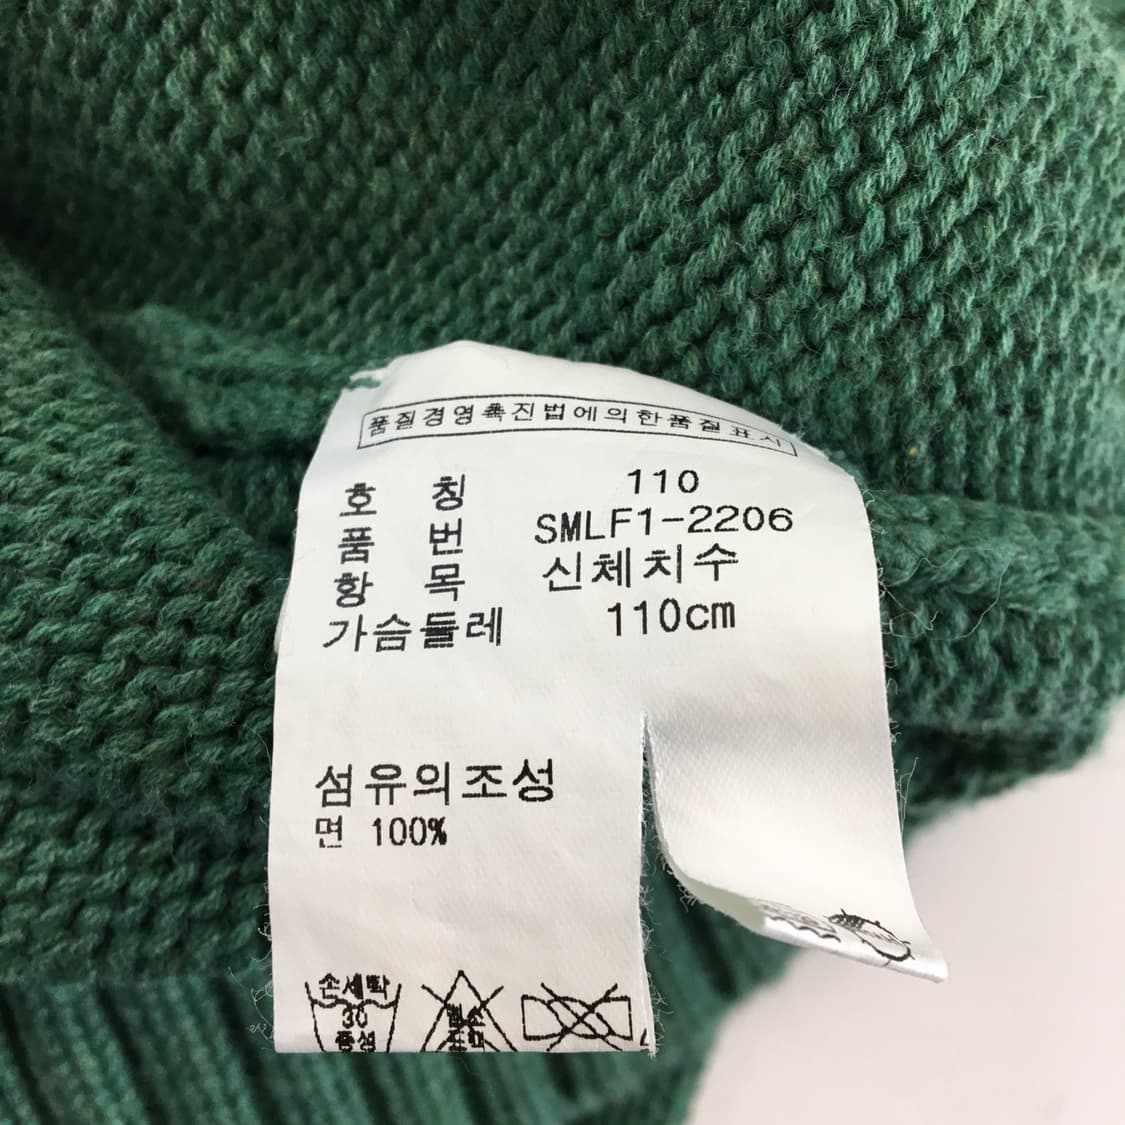 품질경영촉진법에의한품질표시
호 칭 110
품 번 SMLF1-2206
항 목 신체치수
가슴둘레 110cm
섬유의조성
면 100%
손세탁
30
중성